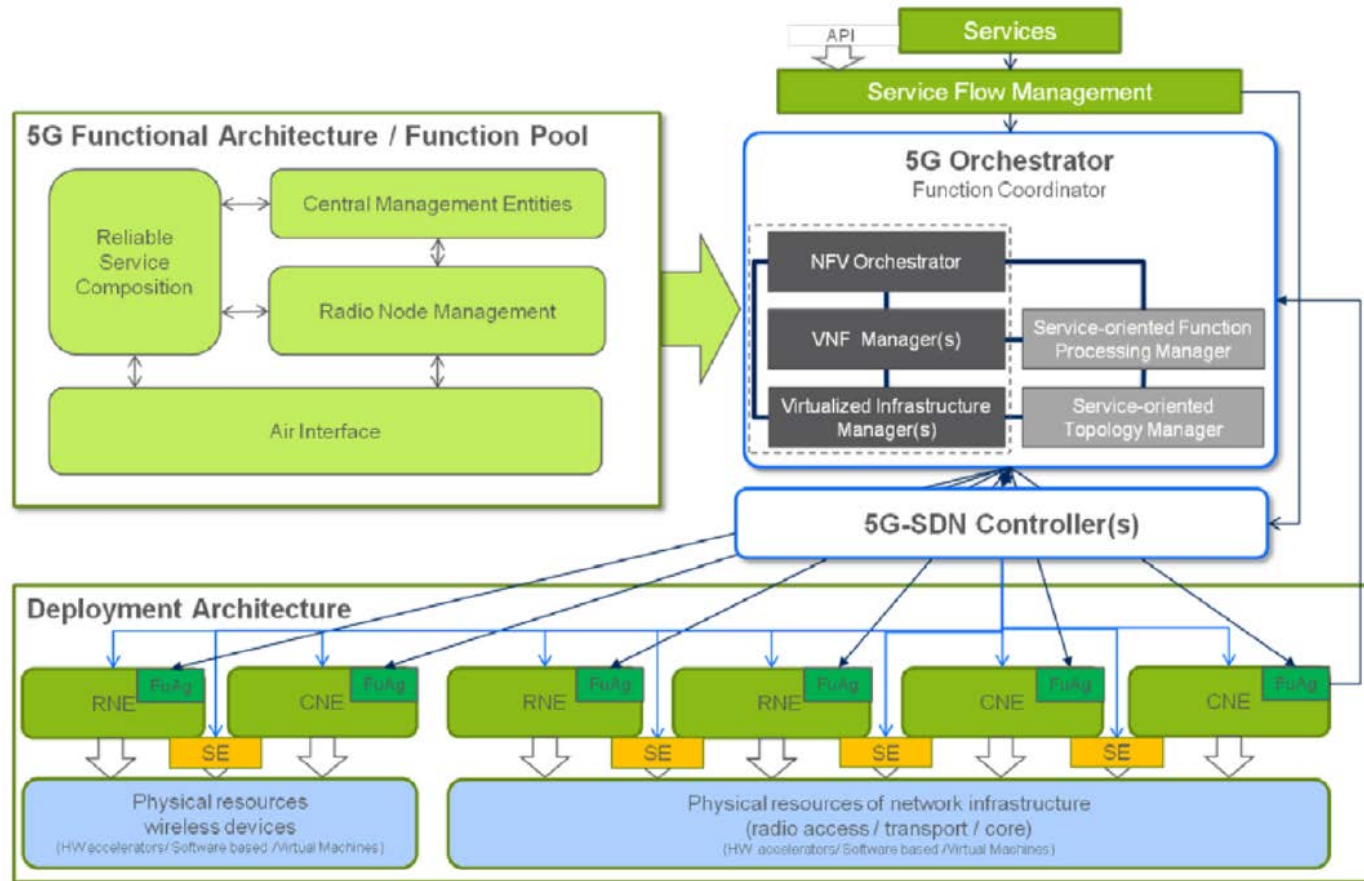 API
Services
Service Flow Management
5G Functional Architecture / Function Pool
Reliable
Service
Composition
Central Management Entities
Radio Node Management
Air Interface
5G Orchestrator
Function Coordinator
NFV Orchestrator
VNF Manager(s)
Virtualized Infrastructure
Manager(s)
Service-oriented Function
Processing Manager
Service-oriented
Topology Manager
5G-SDN Controller(s)
Deployment Architecture
RNE
FuAg
CNE
FuAg
RNE
FuAg
RNE
FuAg
CNE
FuAg
CNE
FuAg
SE
SE
SE
SE
Physical resources
wireless devices
(HW accelerators/ Software based /Virtual Machines)
Physical resources of network infrastructure
(radio access / transport / core)
(HW accelerators/ Software based /Virtual Machines)